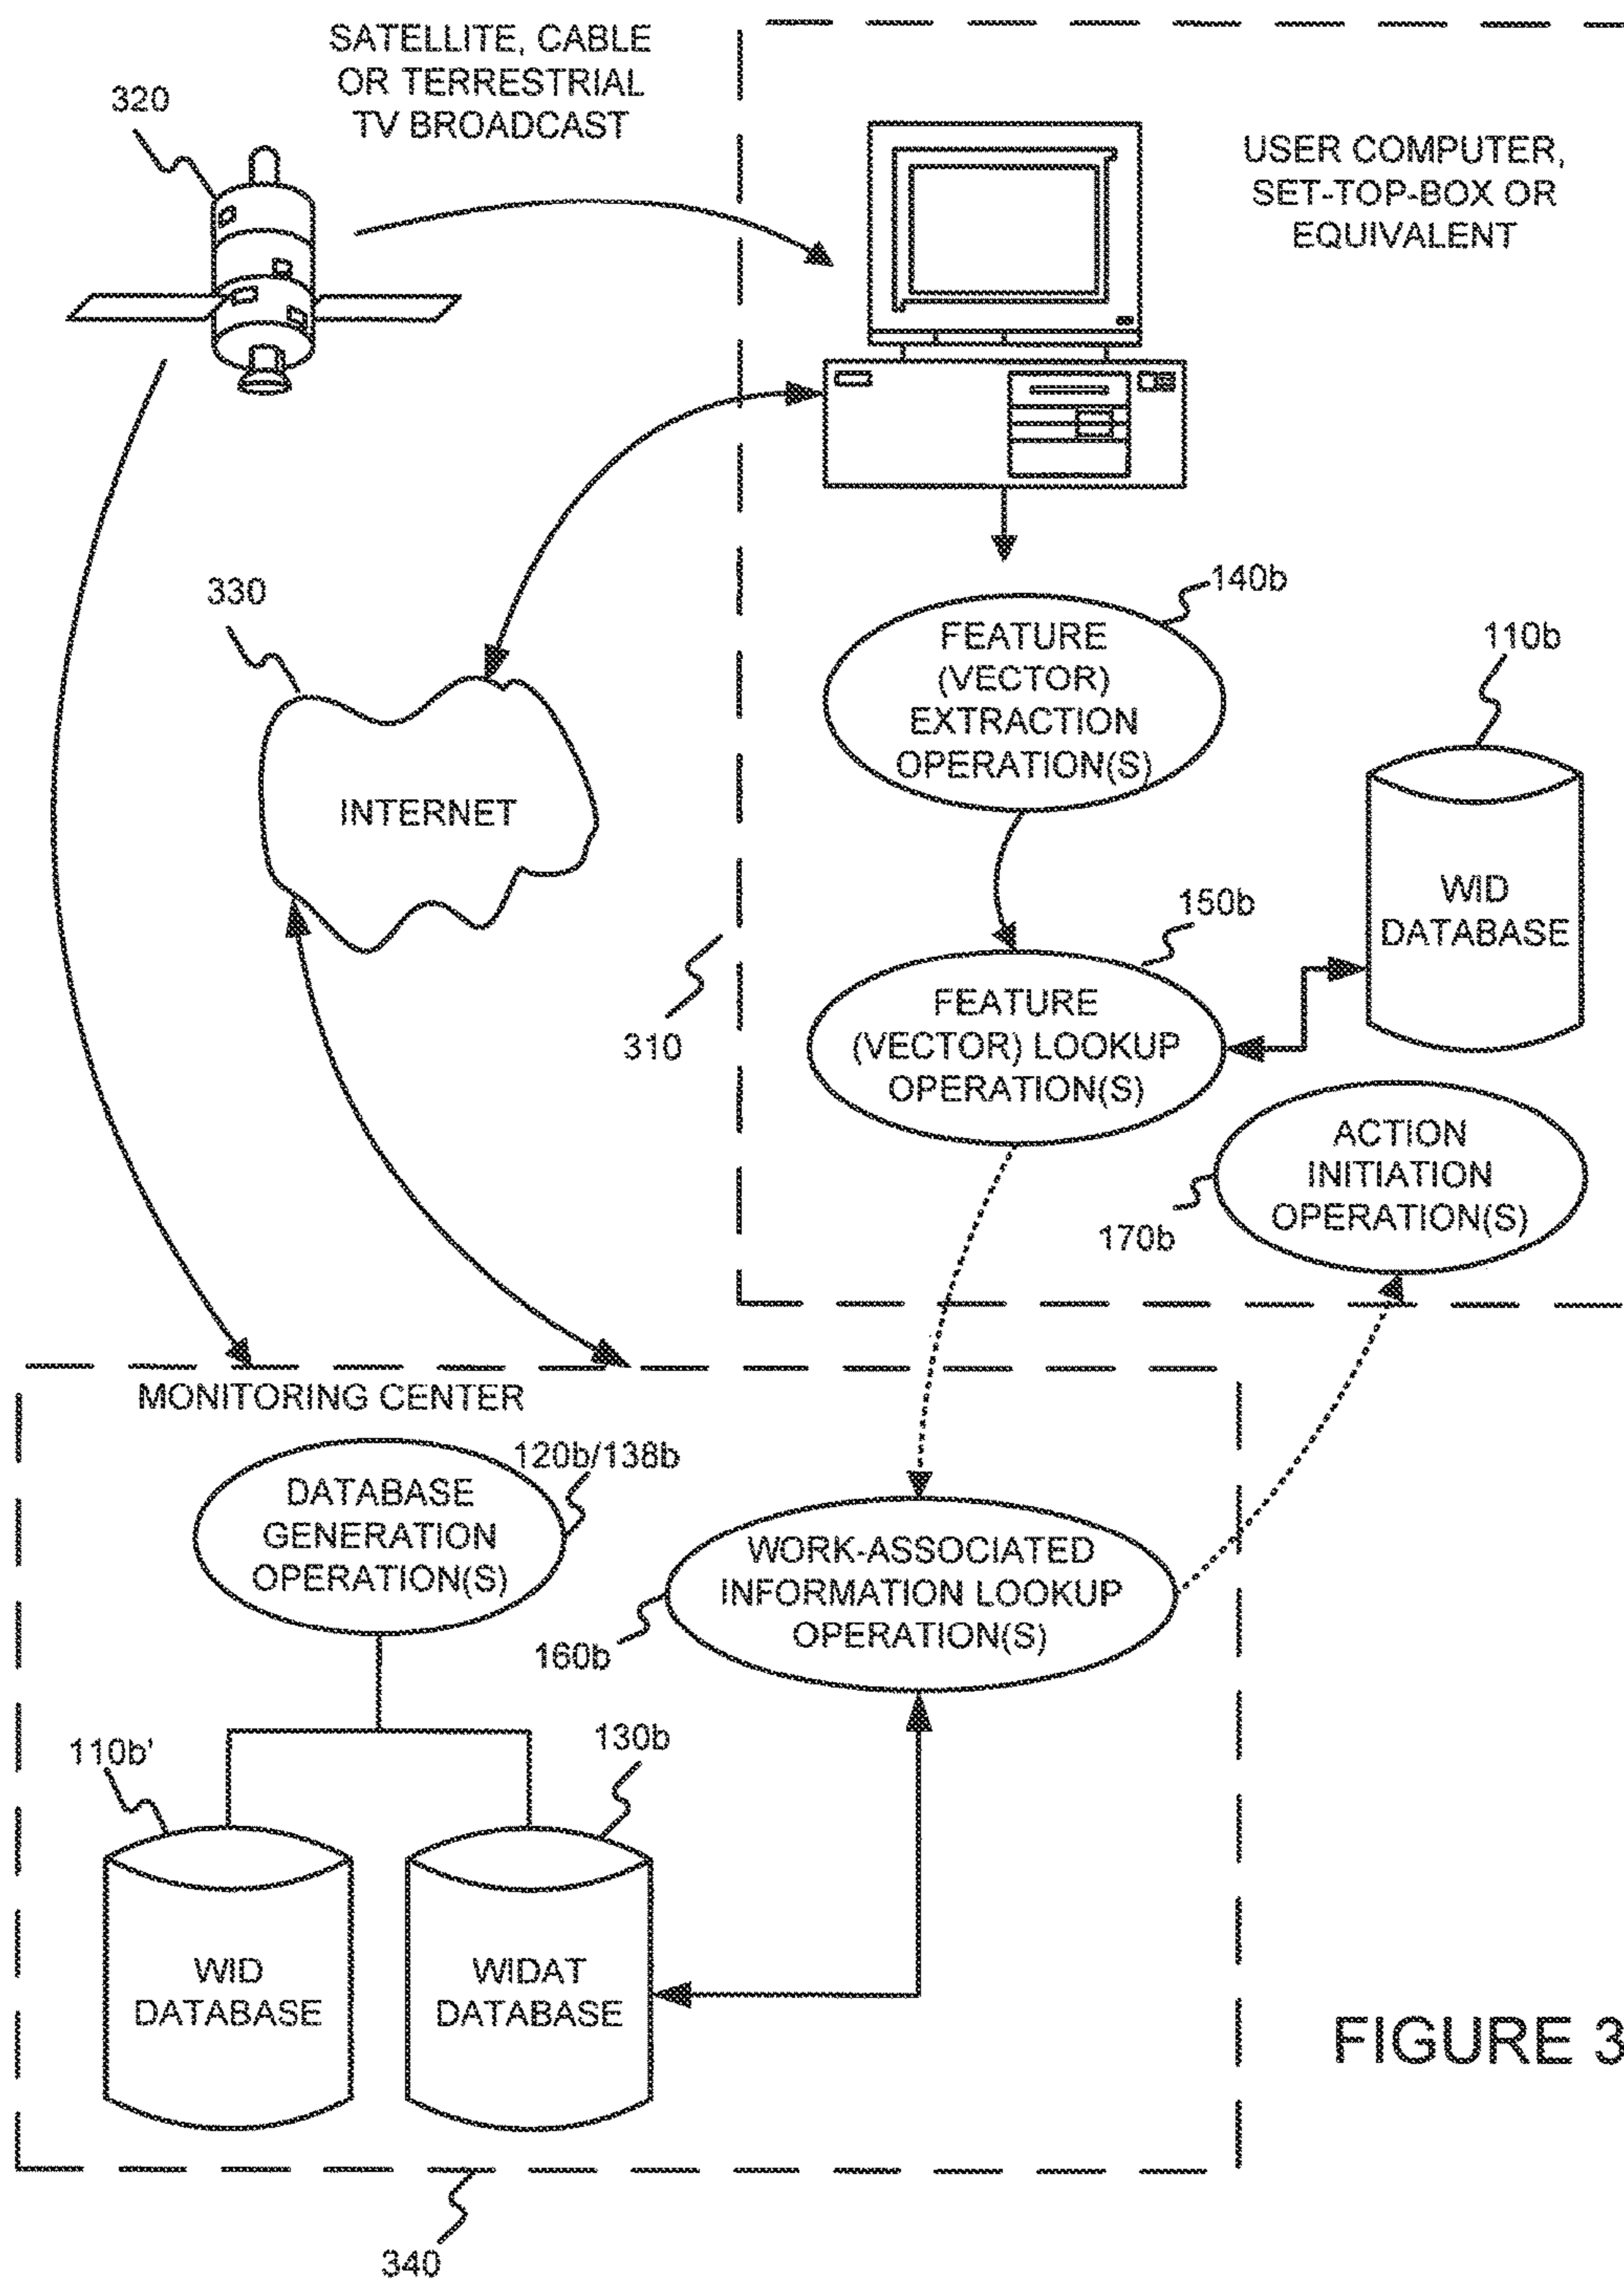 SATELLITE, CABLE
OR TERRESTRIAL
TV BROADCAST
320
USER COMPUTER,
SET-TOP-BOX OR
EQUIVALENT
330
INTERNET
140b
FEATURE
(VECTOR)
EXTRACTION
OPERATION(S)
110b
WID
DATABASE
150b
FEATURE
(VECTOR) LOOKUP
OPERATION(S)
310
ACTION
INITIATION
OPERATION(S)
170b
MONITORING CENTER
120b/138b
DATABASE
GENERATION
OPERATION(S)
WORK-ASSOCIATED
INFORMATION LOOKUP
OPERATION(S)
160b
110b'
130b
WID
DATABASE
WIDAT
DATABASE
FIGURE 3
340